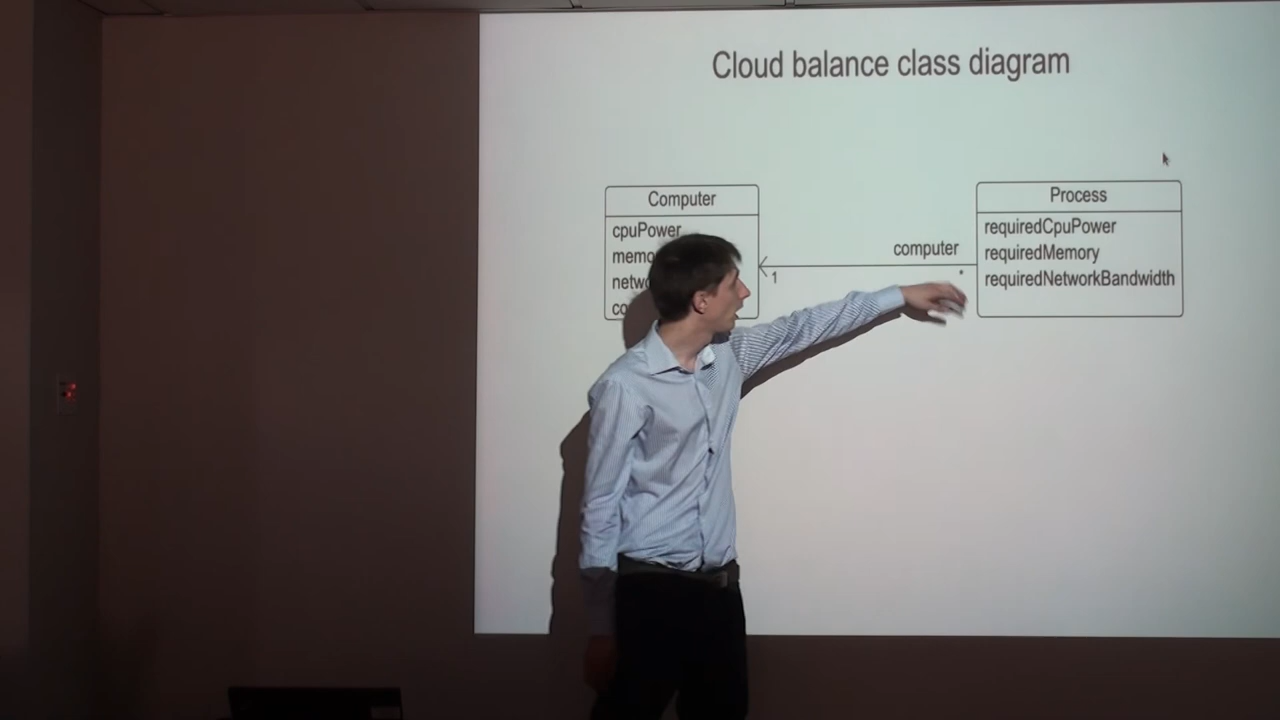 Cloud balance class diagram
Computer
cpuPower
computer
1
*
Process
requiredCpuPower
requiredMemory
requiredNetworkBandwidth